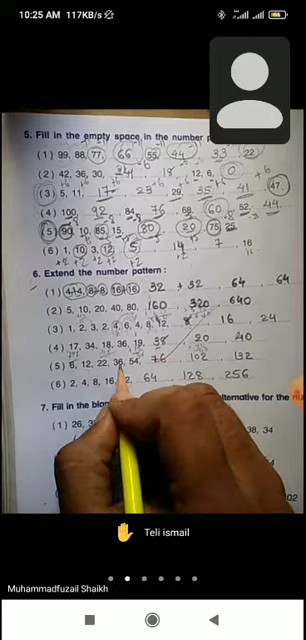 10:25 AM 117KB/s
5. Fill in the empty space in the number
(1) 99, 88, 77, 66 55, 44 33, 22
(2) 42, 36, 30, 24, 18, 12, 6, 0
(3) 5, 11, 17, 23, 29, 35, 41, 47.
(4) 100, 92, 84, 76, 68, 60, 52, 44.
(5) 90, 10, 85, 15, 80, 20, 75, 25
(6) 1, 10, 3, 12, 5, 14 7, 16
6. Extend the number pattern :
(1) 4+4, 8+8, 16+16, 32 + 32 64 64
(2) 5, 10, 20, 40, 80, 160 320 640
(3) 1, 2, 3, 2, 4, 6, 4, 8, 12, 8 16, 24
(4) 17, 34, 18, 36, 19, 38 20 40
(5) 6, 12, 22, 36, 54, 76 102 132
(6) 2, 4, 8, 16, 2, 64 128 256
7. Fill in the alternative for the
(1) 26, 38, 34
Teli ismail
Muhammadfuzail Shaikh